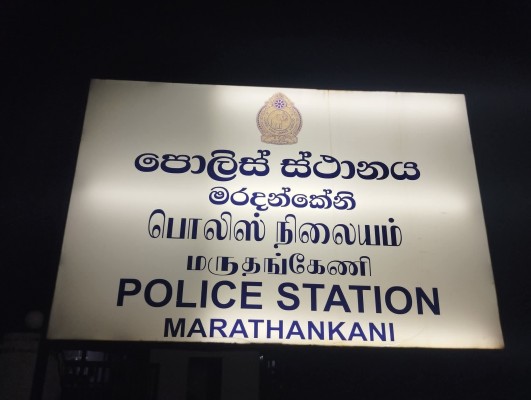 පොලිස් ස්ථානය
මරදන්කේනි
பொலிஸ் நிலையம்
மருதங்கேணி
POLICE STATION
MARATHANKANI